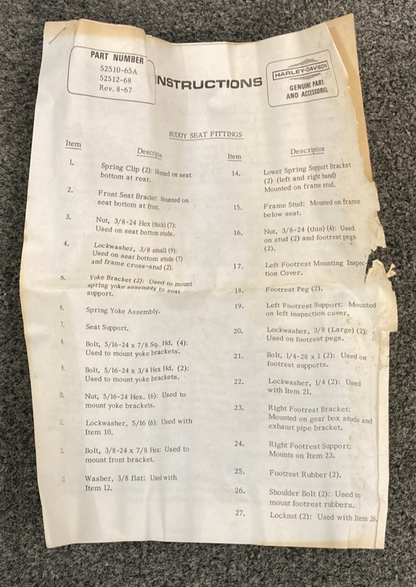 PART NUMBER
52510-65A
52512-68
Rev. 8-67
INSTRUCTIONS
HARLEY-DAVIDSON
GENUINE PART
AND ACCESSORIES
BUDDY SEAT FITTINGS
Item
Description
1.
Spring Clip (2): Mounted on seat
bottom at rear.
2.
Front Seat Bracket: Mounted on
seat bottom at front.
3.
Nut, 3/8-24 Hex (thick) (7):
Used on seat bottom studs.
4.
Lockwasher, 3/8 small (9):
Used on seat bottom studs (7)
and frame cross-stud (2).
5.
Yoke Bracket (2): Used to mount
spring yoke assembly to seat
support.
6.
Spring Yoke Assembly.
7.
Seat Support.
8.
Bolt, 5/16-24 x 7/8 Sq. Hd. (4):
Used to mount yoke brackets.
9.
Bolt, 5/16-24 x 3/4 Hex Hd. (2):
Used to mount yoke brackets.
Nut, 5/16-24 Hex. (6): Used to
mount yoke brackets.
Lockwasher, 5/16 (6): Used with
Item 10.
Bolt, 3/8-24 x 7/8 Hex: Used to
mount front bracket.
Washer, 3/8 flat: Used with
Item 12.
Item
Description
14.
Lower Spring Support Bracket
(2) (left and right hand)
Mounted on frame stud.
15.
Frame Stud: Mounted on frame
below seat.
16.
Nut, 3/8-24 (thin) (4): Used
on stud (2) and footrest pegs
(2).
17.
Left Footrest Mounting Inspec-
tion Cover.
18.
Footrest Peg (2).
19.
Left Footrest Support: Mounted
on left inspection cover.
20.
Lockwasher, 3/8 (Large) (2):
Used on footrest pegs.
21.
Bolt, 1/4-28 x 1 (2): Used on
footrest supports.
22.
Lockwasher, 1/4 (2): Used
with Item 21.
23.
Right Footrest Bracket:
Mounted on gear box studs and
exhaust pipe bracket.
24.
Right Footrest Support:
Mounts on Item 23.
25.
Footrest Rubber (2).
26.
Shoulder Bolt (2): Used to
mount footrest rubbers.
27.
Locknut (2): Used with Item 26.